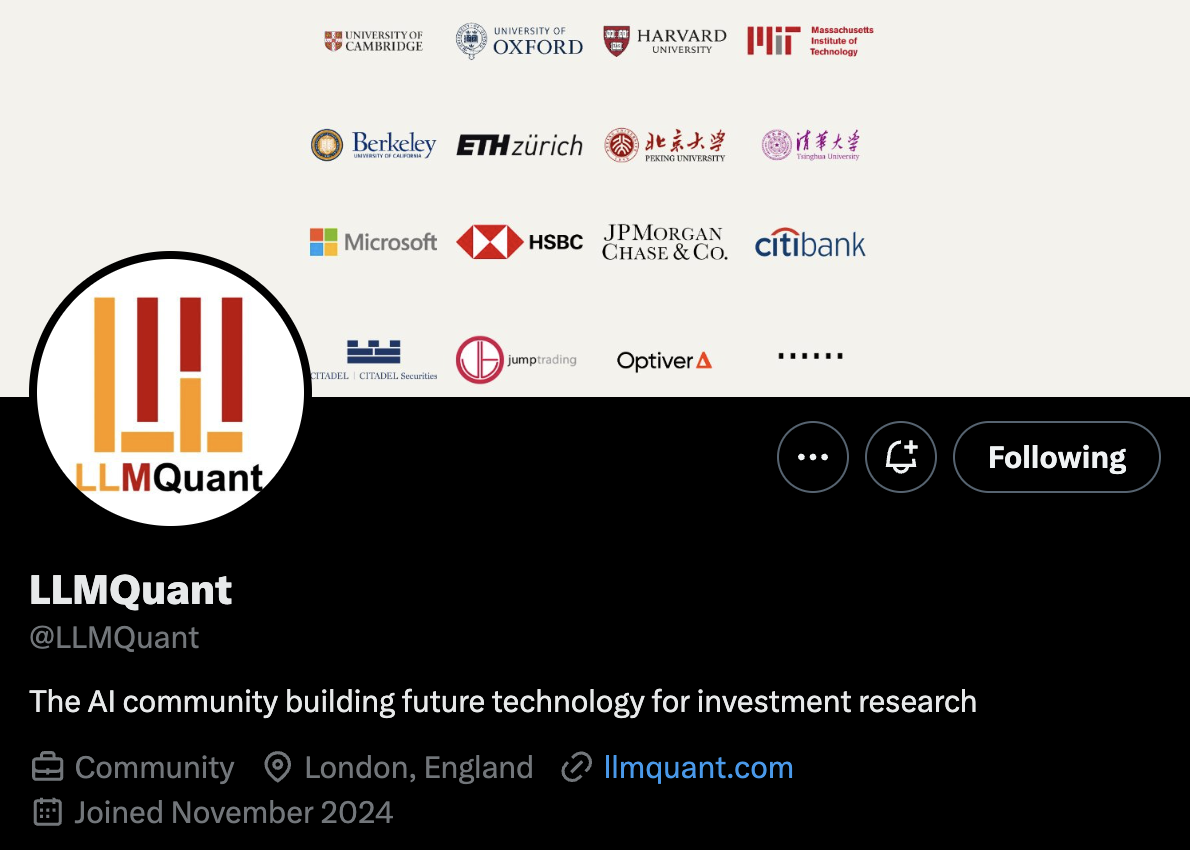 UNIVERSITY OF CAMBRIDGE
UNIVERSITY OF OXFORD
HARVARD UNIVERSITY
MIT Massachusetts Institute of Technology
Berkeley UNIVERSITY OF CALIFORNIA
ETH zürich
北京大学 PEKING UNIVERSITY
清华大学 Tsinghua University
Microsoft
HSBC
JPMORGAN CHASE & CO.
citibank
CITADEL | CITADEL Securities
jumptrading
Optiver
......
LLMQuant
Following
LLMQuant
@LLMQuant
The AI community building future technology for investment research
Community London, England llmquant.com
Joined November 2024